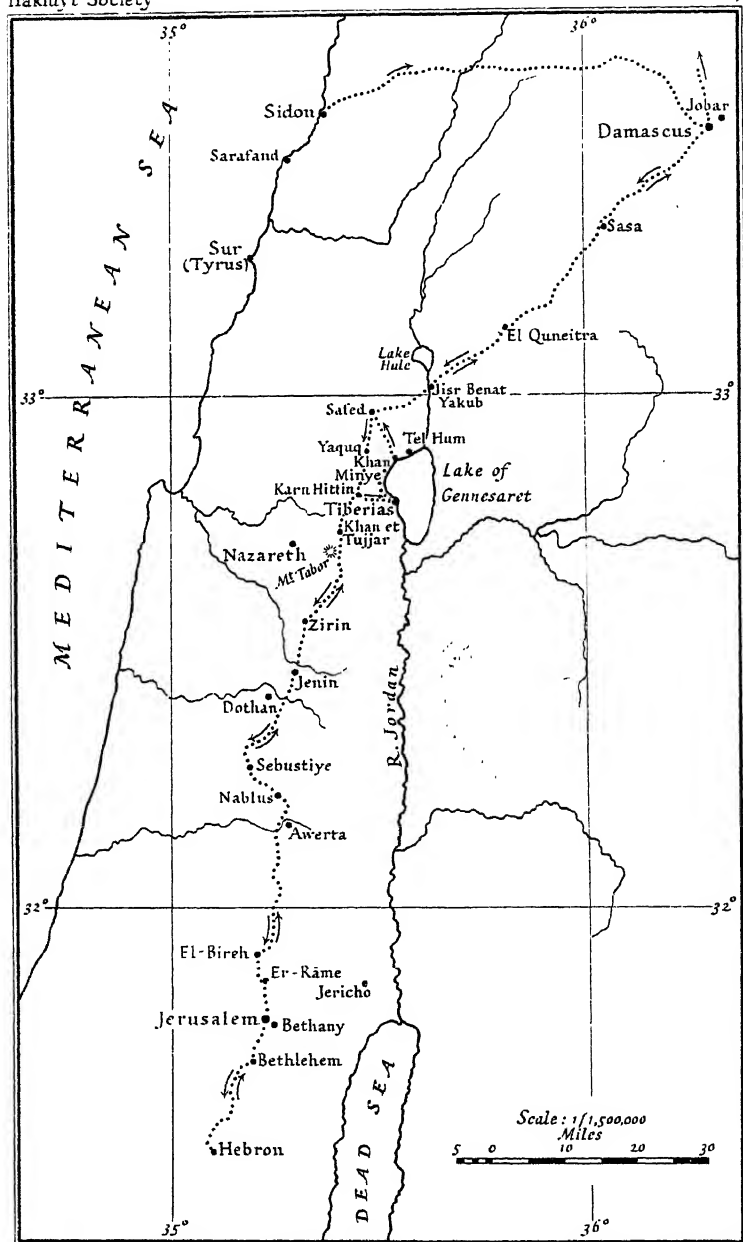 Hakluyt Society
35°
36°
Sidon
Jobar
Damascus
Sarafand
MEDITERRANEAN SEA
Sasa
Sur
(Tyrus)
El Quneitra
Lake
Hule
33°
33°
Jisr Benat
Yakub
Safed
Tel Hum
Yaquq
Khan
Minye
Lake of
Gennesaret
Karn Hittin
Tiberias
Khan et
Tujjar
Nazareth
Mt. Tabor
Zirin
Jenin
Dothan
R. Jordan
Sebustiye
Nablus
Awerta
32°
32°
El-Bireh
Er-Râme
Jericho
Jerusalem
Bethany
Bethlehem
DEAD SEA
Scale: 1/1,500,000
Miles
5 0 10 20 30
Hebron
35°
36°